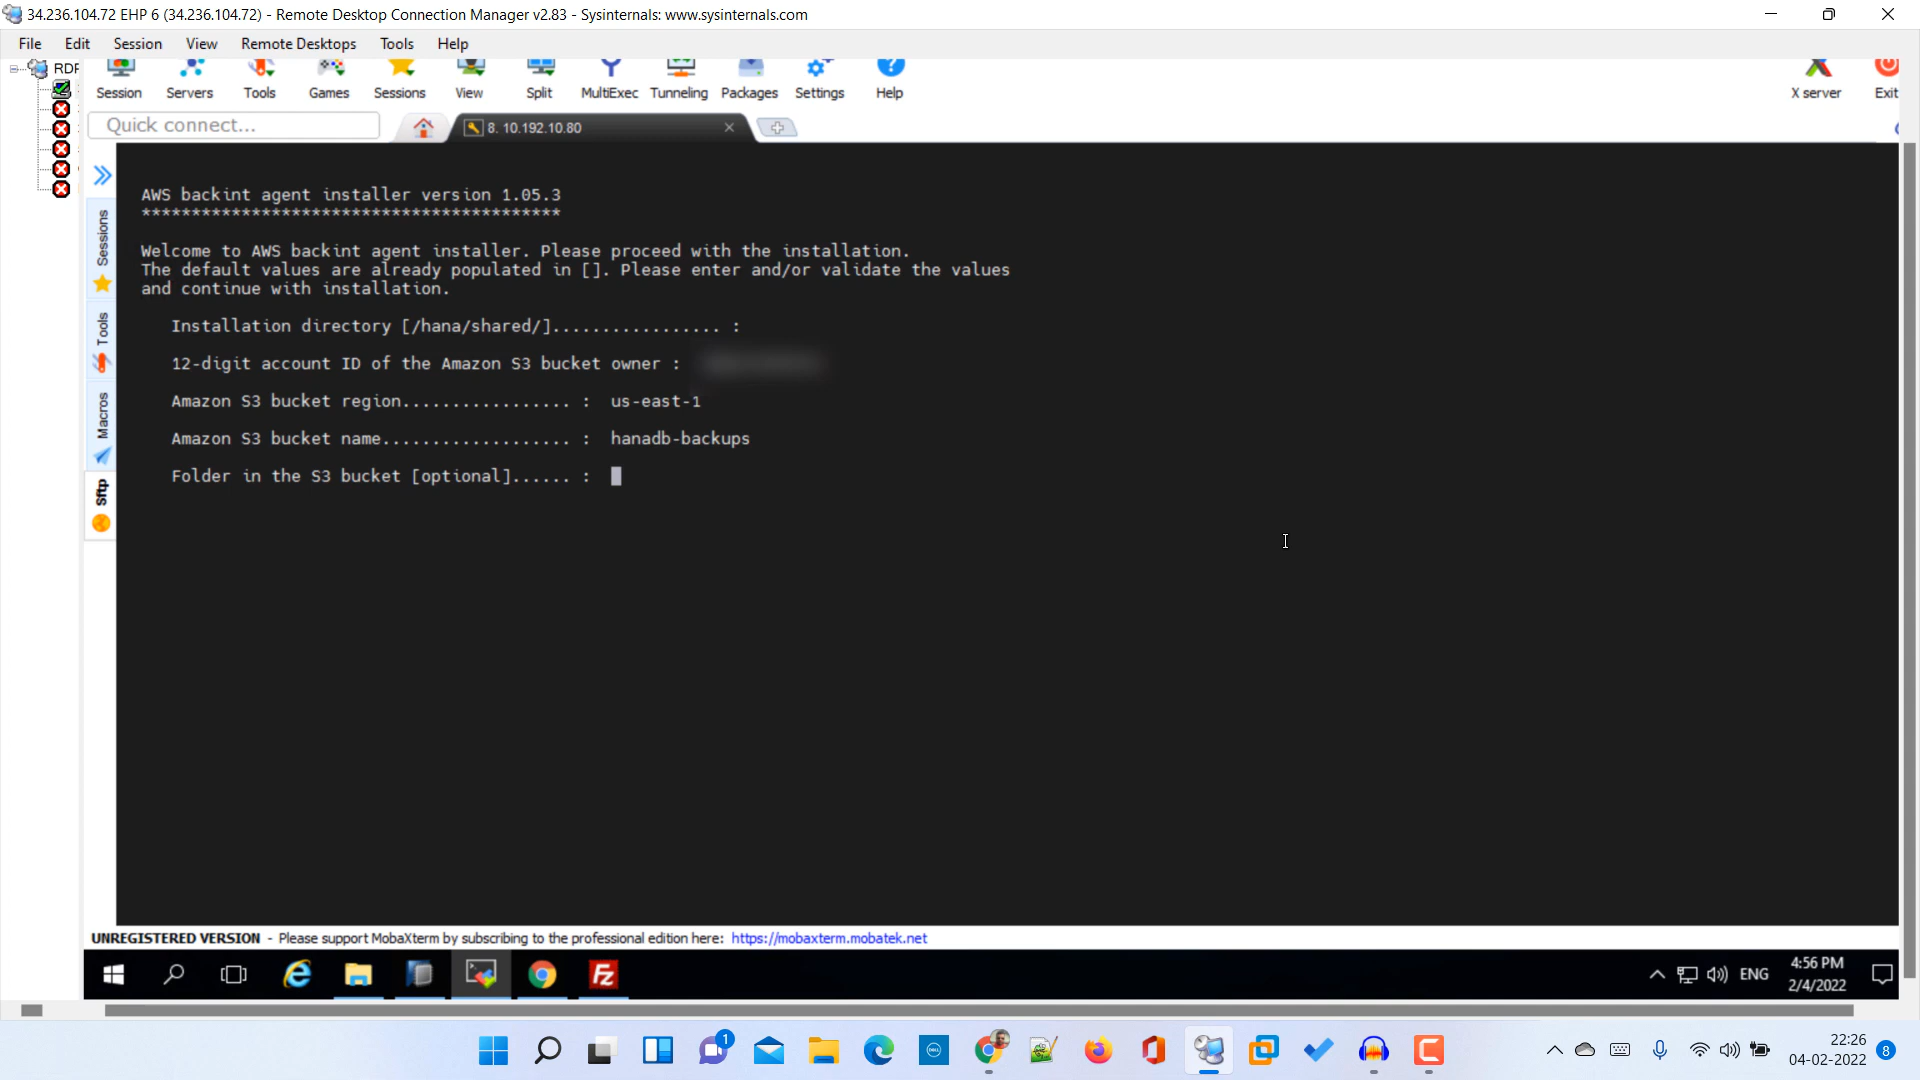 34.236.104.72 EHP 6 (34.236.104.72) - Remote Desktop Connection Manager v2.83 - Sysinternals: www.sysinternals.com
File Edit Session View Remote Desktops Tools Help
RDP
Session Servers Tools Games Sessions View Split MultiExec Tunneling Packages Settings Help X server Exit
Quick connect...
8. 10.192.10.80
Sessions
Tools
Macros
Sftp
AWS backint agent installer version 1.05.3
******************************************
Welcome to AWS backint agent installer. Please proceed with the installation.
The default values are already populated in []. Please enter and/or validate the values
and continue with installation.
Installation directory [/hana/shared/]................. :
12-digit account ID of the Amazon S3 bucket owner :
Amazon S3 bucket region................. : us-east-1
Amazon S3 bucket name................... : hanadb-backups
Folder in the S3 bucket [optional]...... :
UNREGISTERED VERSION - Please support MobaXterm by subscribing to the professional edition here: https://mobaxterm.mobatek.net
ENG
4:56 PM
2/4/2022
1
22:26
04-02-2022
8